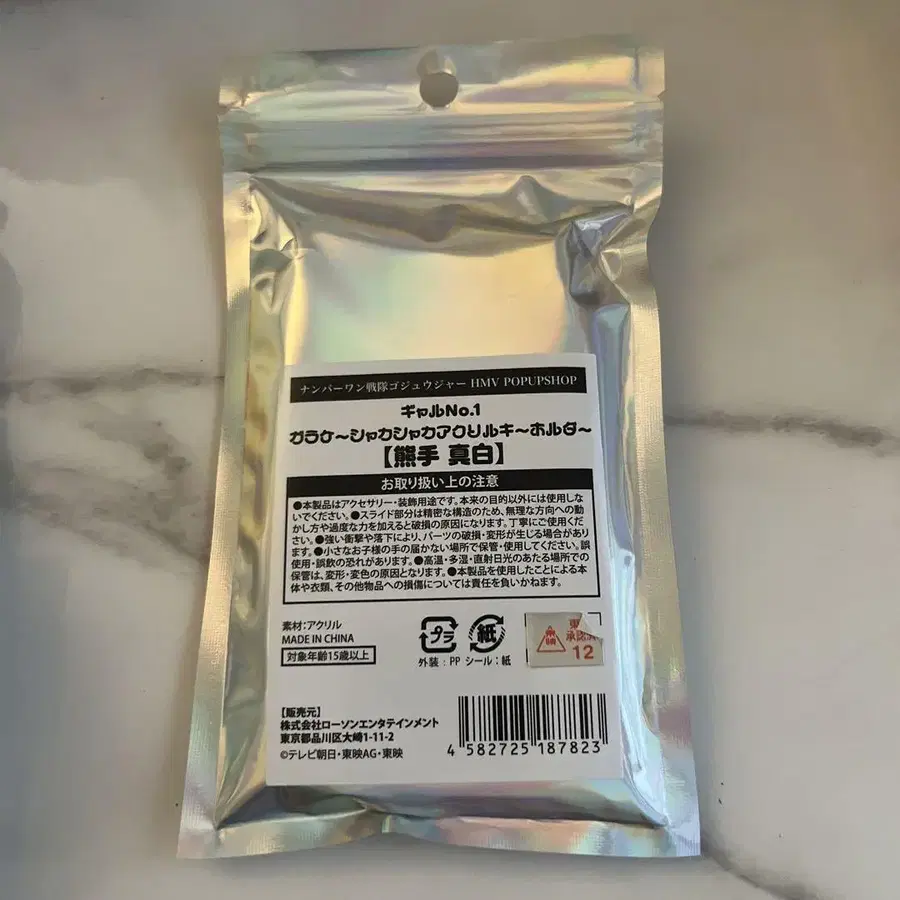 ナンバーワン戦隊ゴジュウジャー HMV POPUPSHOP
ギャルNo.1
ガラケ～シャカシャカアクリルキ～ホルダ～
【熊手 真白】
お取り扱い上の注意
●本製品はアクセサリー・装飾用途です。本来の目的以外には使用しな
いでください。●スライド部分は精密な構造のため、無理な方向への動
かし方や過度な力を加えると破損の原因になります。丁寧にご使用くださ
い。●強い衝撃や落下により、パーツの破損・変形が生じる場合があり
ます。●小さなお子様の手の届かない場所で保管・使用してください。誤
使用・誤飲の恐れがあります。●高温・多湿・直射日光のあたる場所での
保管は、変形・変色の原因となります。●本製品を使用したことによる本
体や衣類、その他物品への損傷については責任を負いかねます。
素材:アクリル
MADE IN CHINA
対象年齢15歳以上
プラ
紙
外装:PP シール:紙
東
映
承認済
12
【販売元】
株式会社ローソンエンタテインメント
東京都品川区大崎1-11-2
©テレビ朝日・東映AG・東映
4 582725 187823